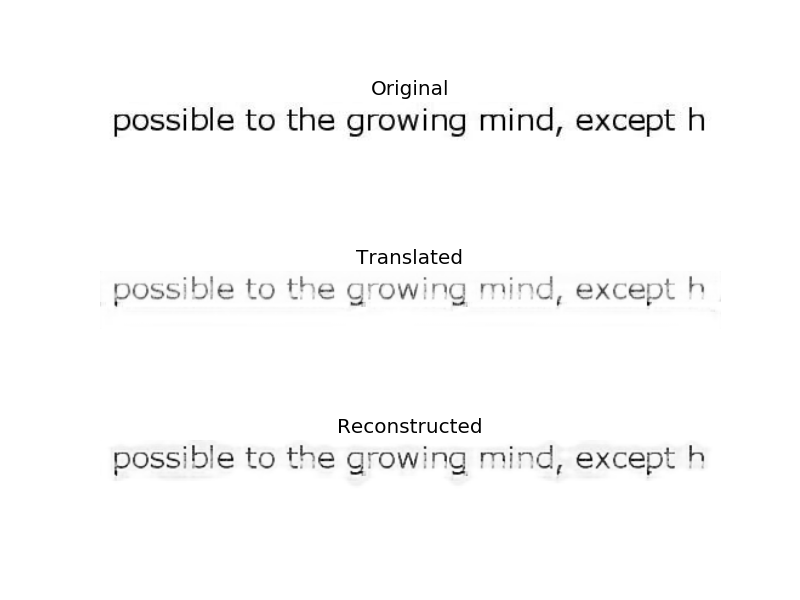 Original
possible to the growing mind, except h
Translated
possible to the growing mind, except h
Reconstructed
possible to the growing mind, except h